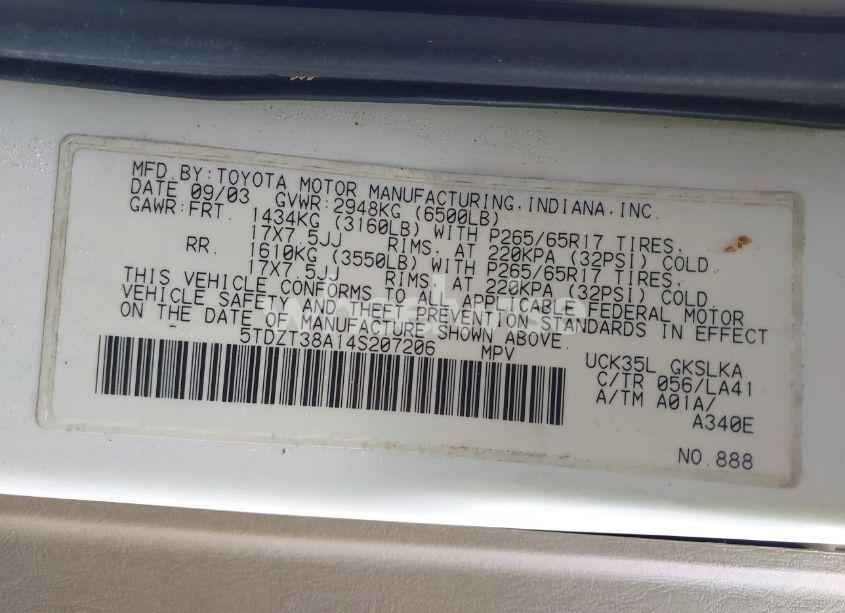 MFD.BY:TOYOTA MOTOR MANUFACTURING.INDIANA,INC.
DATE 09/03 GVWR:2948KG (6500LB)
GAWR:FRT. 1434KG (3160LB) WITH P265/65R17 TIRES.
17X7.5JJ RIMS. AT 220KPA (32PSI) COLD
RR. 1610KG (3550LB) WITH P265/65R17 TIRES.
17X7.5JJ RIMS. AT 220KPA (32PSI) COLD
THIS VEHICLE CONFORMS TO ALL APPLICABLE FEDERAL MOTOR
VEHICLE SAFETY AND THEFT PREVENTION STANDARDS IN EFFECT
ON THE DATE OF MANUFACTURE SHOWN ABOVE.
5TDZT38A14S207206 MPV
UCK35L GKSLKA
C/TR 056/LA41
A/TM A01A/
A340E
NO.888